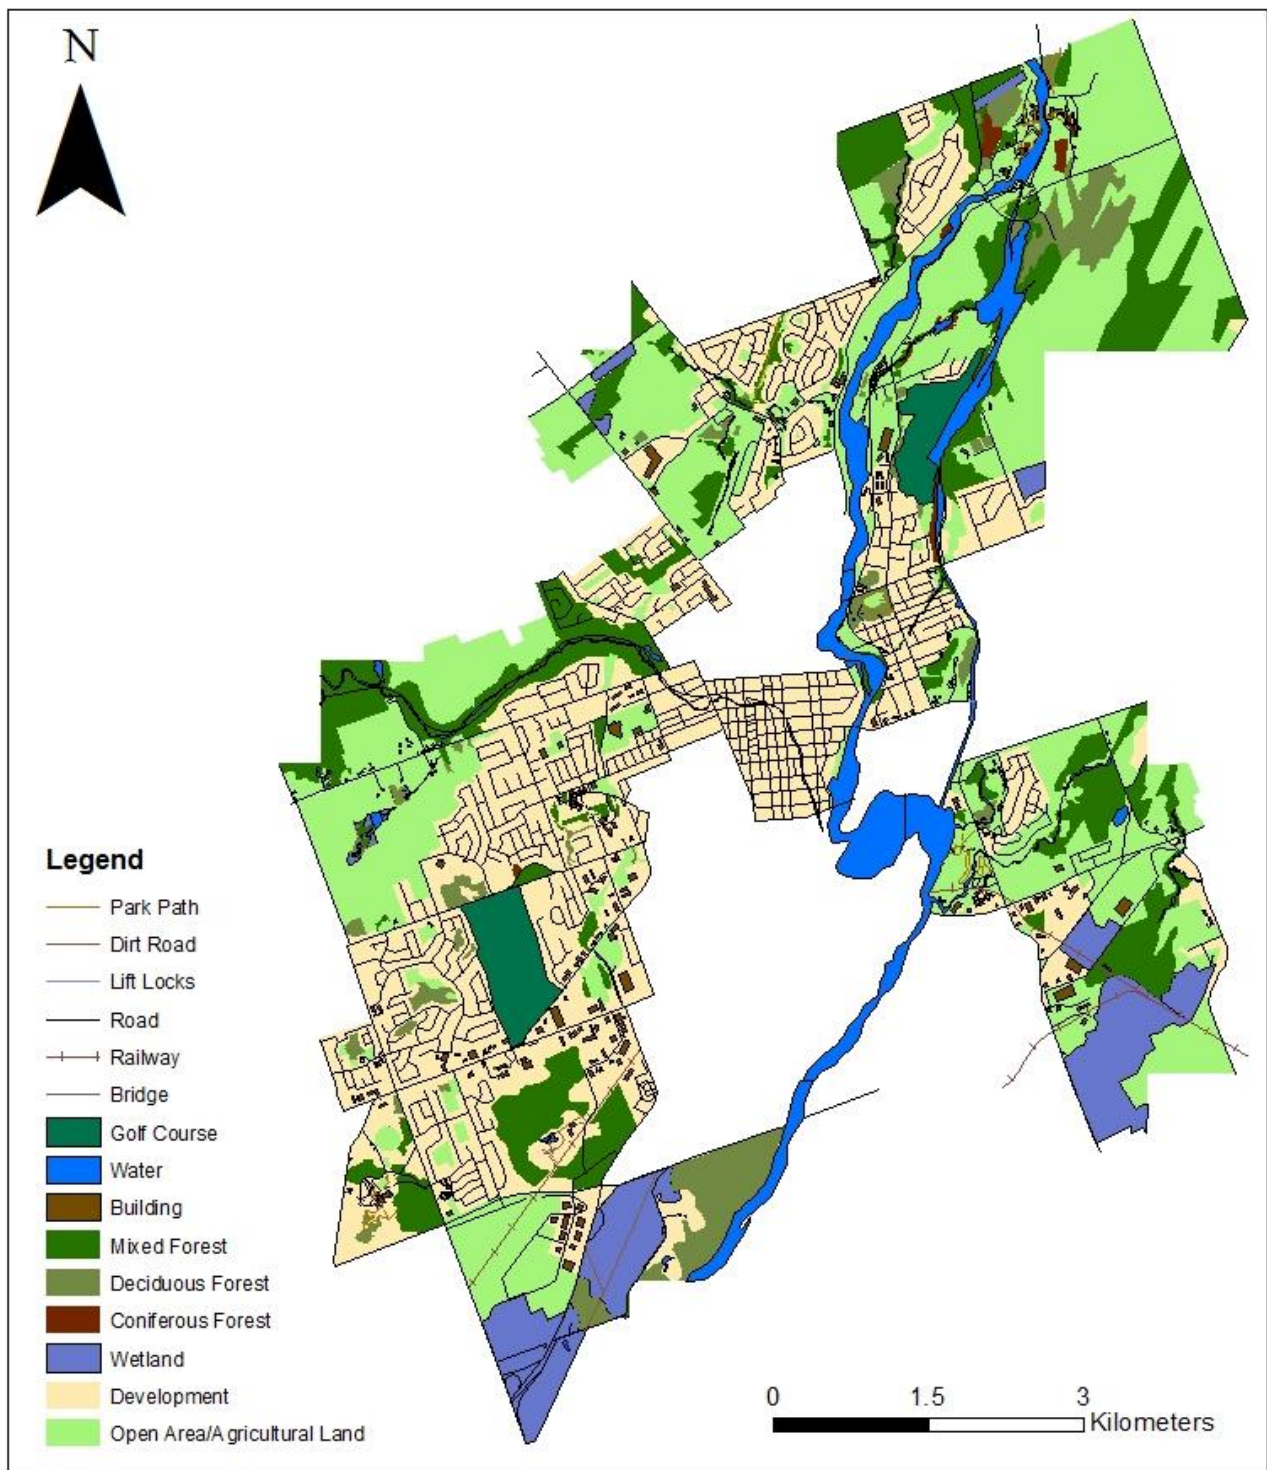 N
Legend
Park Path
Dirt Road
Lift Locks
Road
Railway
Bridge
Golf Course
Water
Building
Mixed Forest
Deciduous Forest
Coniferous Forest
Wetland
Development
Open Area/Agricultural Land
0 1.5 3
Kilometers